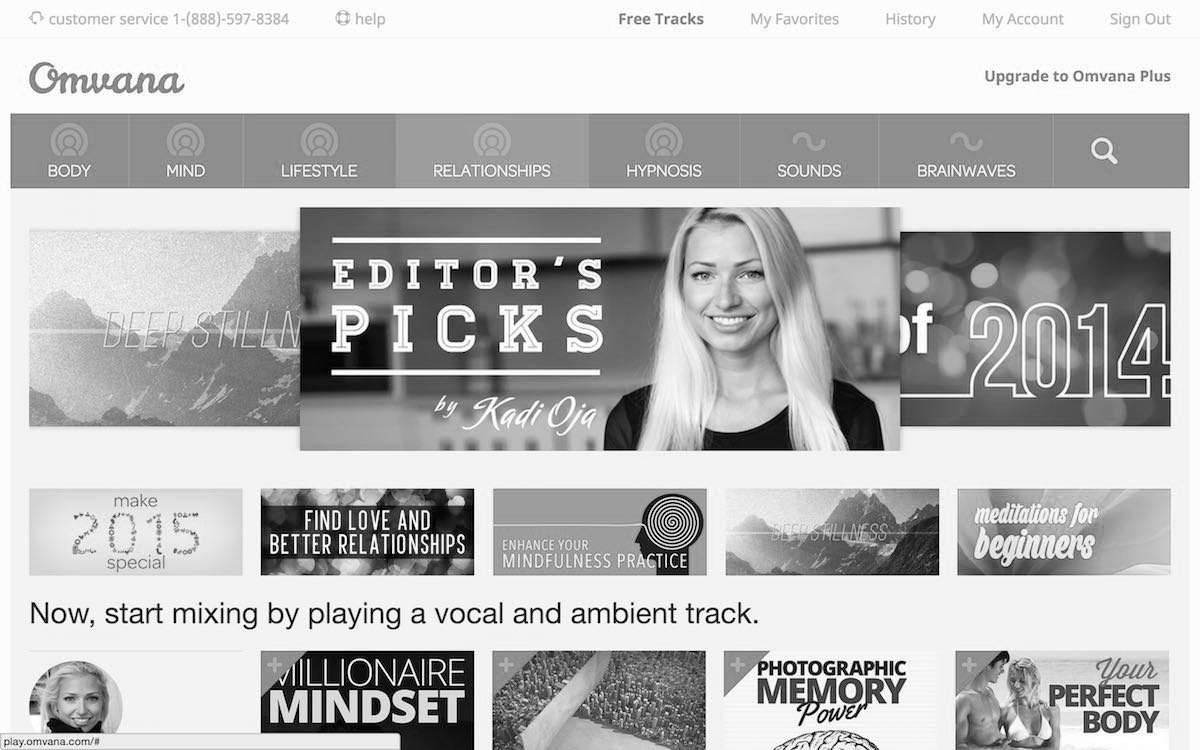 customer service 1-(888)-597-8384 help Free Tracks My Favorites History My Account Sign Out
Omvana
Upgrade to Omvana Plus
BODY MIND LIFESTYLE RELATIONSHIPS HYPNOSIS SOUNDS BRAINWAVES
DEEP STILLN
EDITOR'S
PICKS
by Kadi Oja
of 2014
make
2015
special
FIND LOVE AND
BETTER RELATIONSHIPS
ENHANCE YOUR
MINDFULNESS PRACTICE
DEEP STILLNESS
meditations for
beginners
Now, start mixing by playing a vocal and ambient track.
MILLIONAIRE
MINDSET
PHOTOGRAPHIC
MEMORY
Power
Your
PERFECT
BODY
play.omvana.com/#